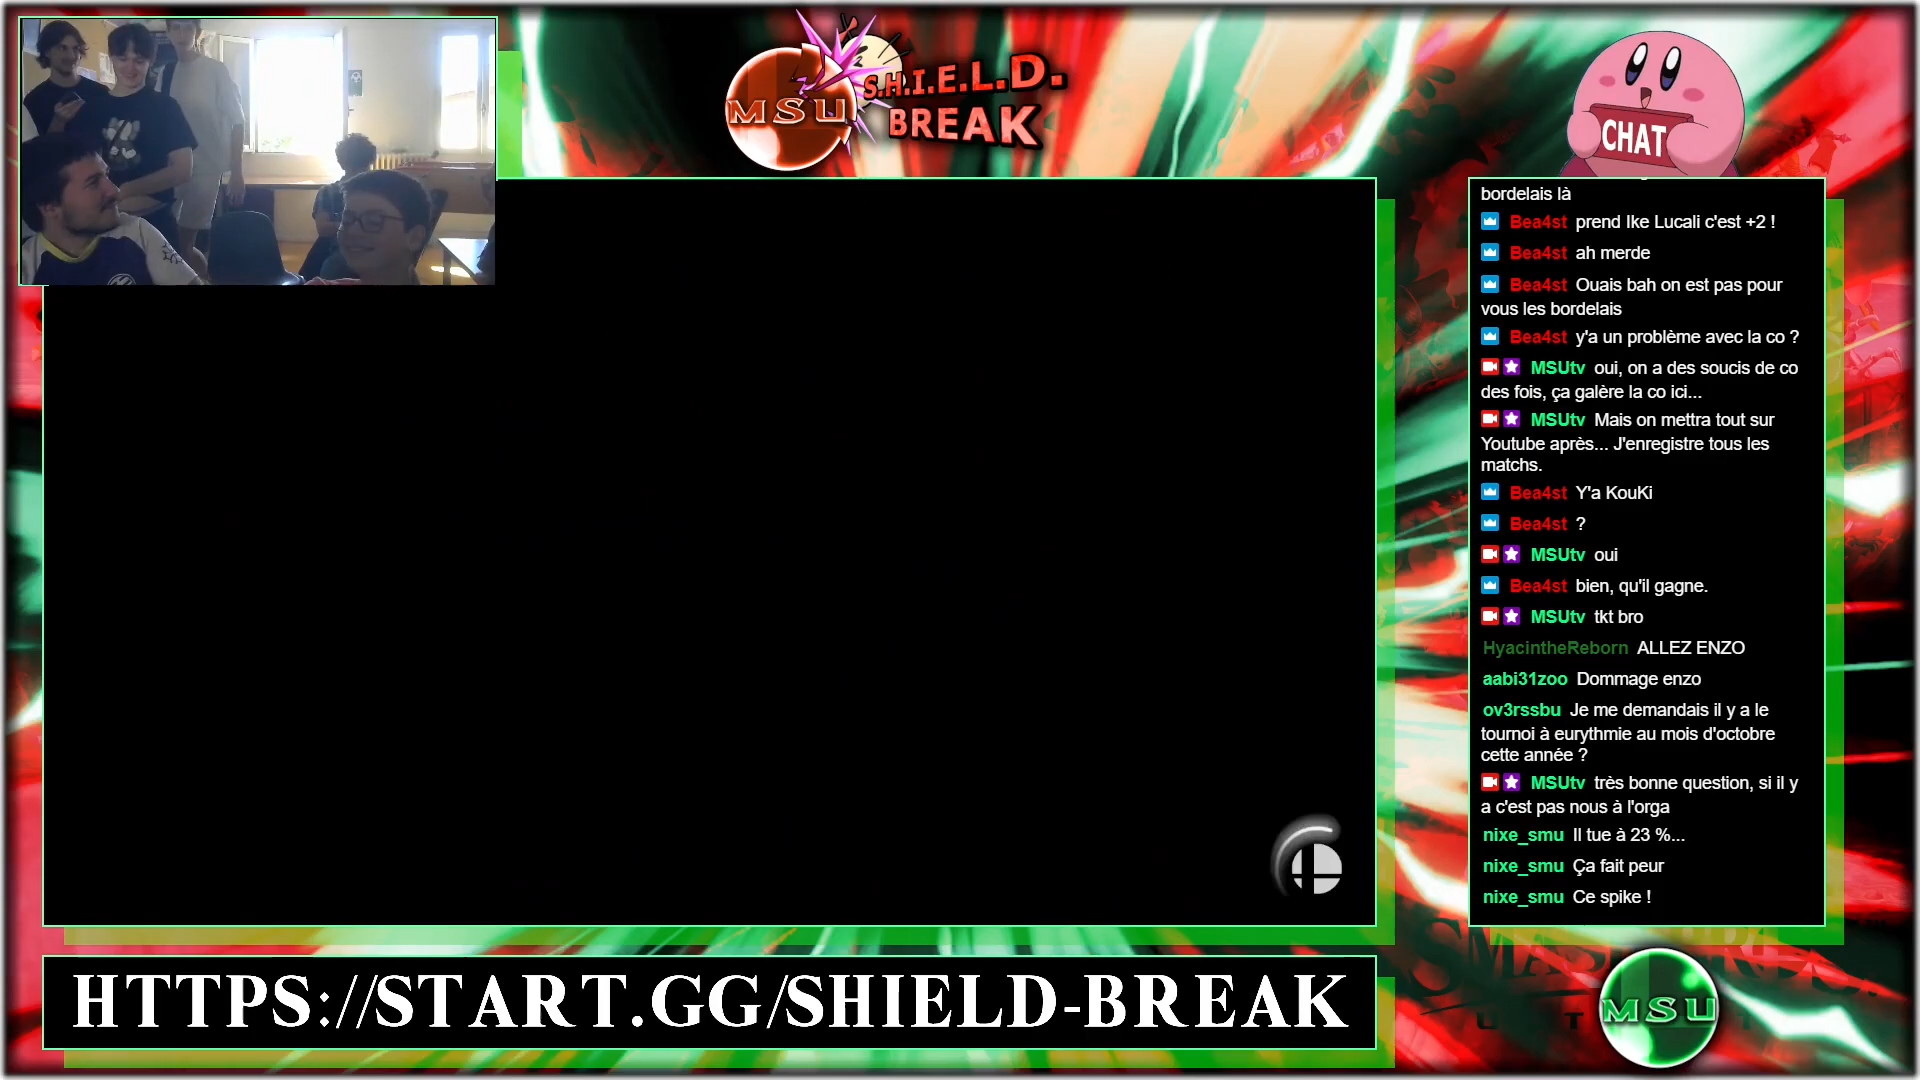 MSU
S.H.I.E.L.D.
BREAK
CHAT
bordelais là
Bea4st prend Ike Lucali c'est +2 !
Bea4st ah merde
Bea4st Ouais bah on est pas pour
vous les bordelais
Bea4st y'a un problème avec la co ?
MSUtv oui, on a des soucis de co
des fois, ça galère la co ici...
MSUtv Mais on mettra tout sur
Youtube après... J'enregistre tous les
matchs.
Bea4st Y'a KouKi
Bea4st ?
MSUtv oui
Bea4st bien, qu'il gagne.
MSUtv tkt bro
HyacintheReborn ALLEZ ENZO
aabi31zoo Dommage enzo
ov3rssbu Je me demandais il y a le
tournoi à eurythmie au mois d'octobre
cette année ?
MSUtv très bonne question, si il y
a c'est pas nous à l'orga
nixe_smu Il tue à 23 %...
nixe_smu Ça fait peur
nixe_smu Ce spike !
HTTPS://START.GG/SHIELD-BREAK
MSU